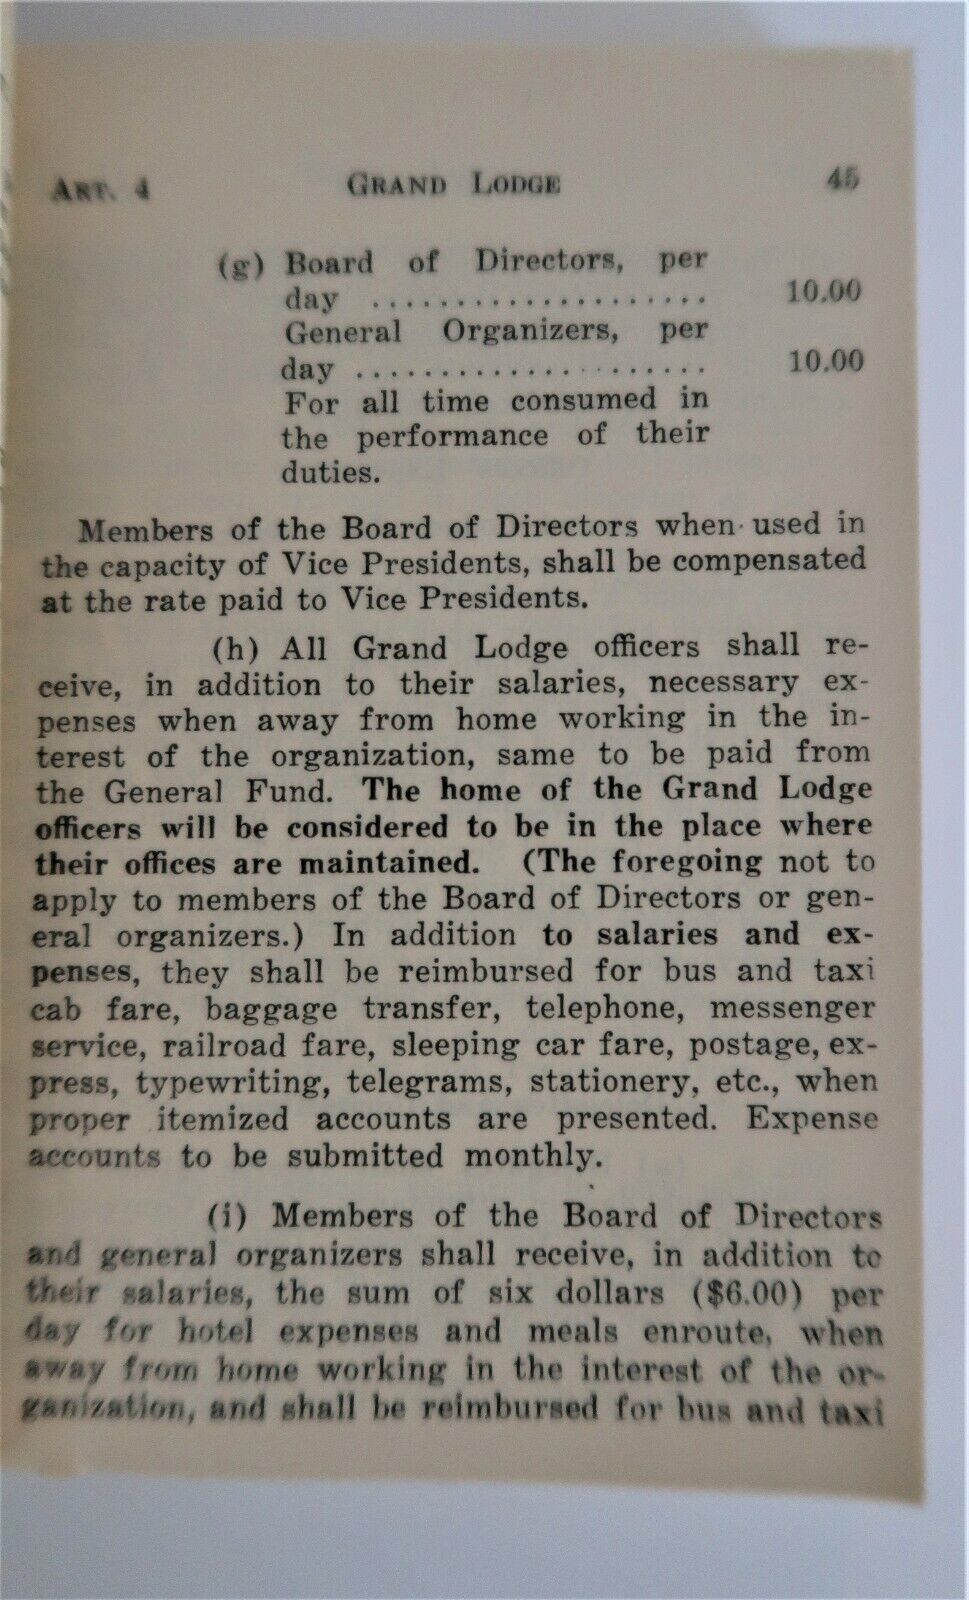 ART. 4 GRAND LODGE 45
(g) Board of Directors, per
day .................... 10.00
General Organizers, per
day ..................... 10.00
For all time consumed in
the performance of their
duties.
Members of the Board of Directors when used in
the capacity of Vice Presidents, shall be compensated
at the rate paid to Vice Presidents.
(h) All Grand Lodge officers shall re-
ceive, in addition to their salaries, necessary ex-
penses when away from home working in the in-
terest of the organization, same to be paid from
the General Fund. The home of the Grand Lodge
officers will be considered to be in the place where
their offices are maintained. (The foregoing not to
apply to members of the Board of Directors or gen-
eral organizers.) In addition to salaries and ex-
penses, they shall be reimbursed for bus and taxi
cab fare, baggage transfer, telephone, messenger
service, railroad fare, sleeping car fare, postage, ex-
press, typewriting, telegrams, stationery, etc., when
proper itemized accounts are presented. Expense
accounts to be submitted monthly.
(i) Members of the Board of Directors
and general organizers shall receive, in addition to
their salaries, the sum of six dollars ($6.00) per
day for hotel expenses and meals enroute, when
away from home working in the interest of the or-
ganization, and shall be reimbursed for bus and taxi